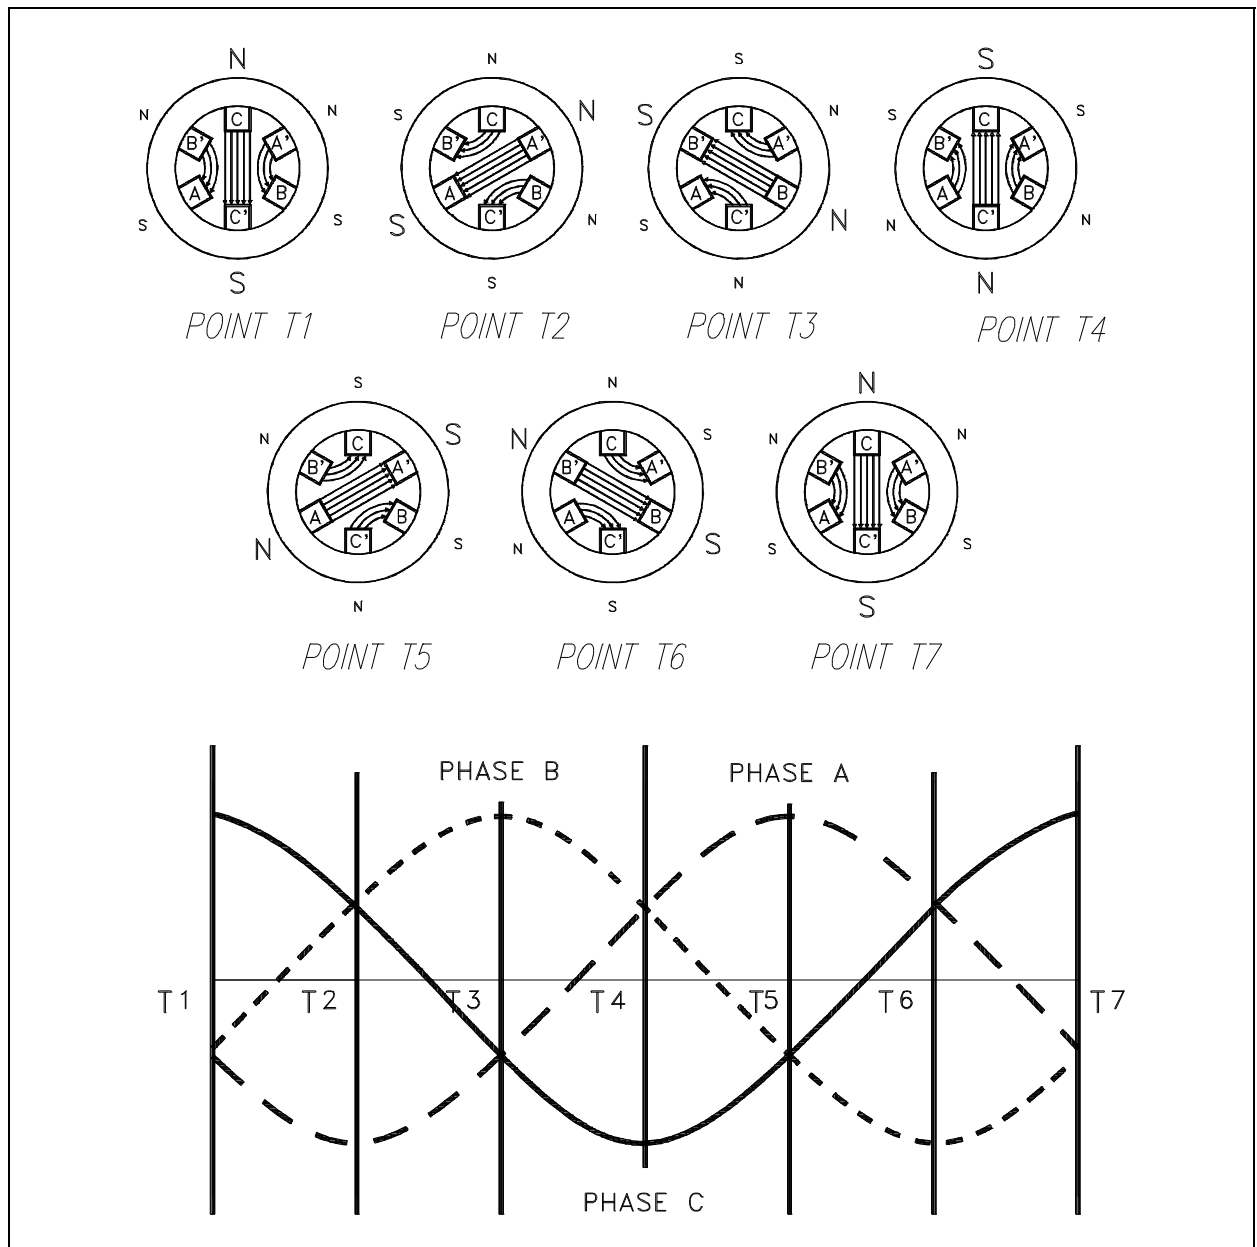 N S S
N N N N S N S S
C C C C
B' A' B' A' B' A' B' A'
A B A B A B A B
C' C' C' C'
S S S N S N N N
S S N N
POINT T1 POINT T2 POINT T3 POINT T4
S N N
N S N S N N
C C C
B' A' B' A' B' A'
A B A B A B
C' C' C'
N S N S S S
N S S
POINT T5 POINT T6 POINT T7
PHASE B PHASE A
T1 T2 T3 T4 T5 T6 T7
PHASE C